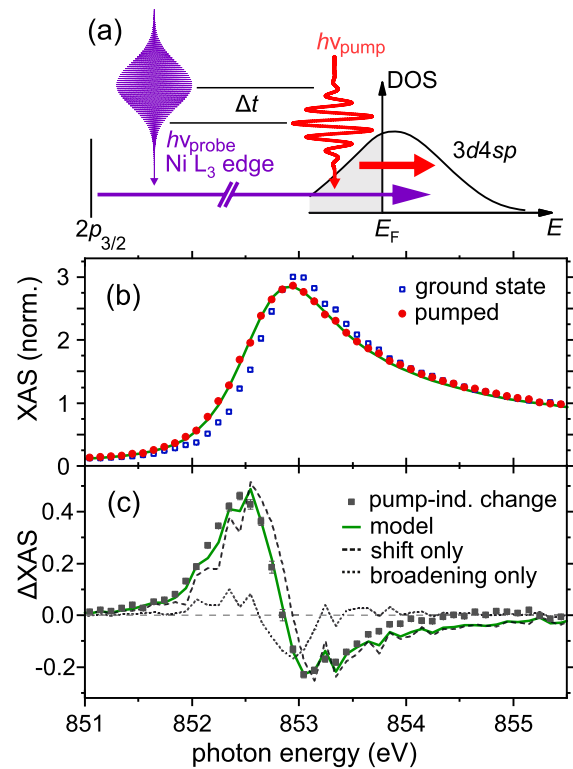 (a)
hνpump
DOS
Δt
hνprobe
Ni L3 edge
3d4sp
2p3/2
EF
E
(b)
ground state
pumped
XAS (norm.)
3
2
1
0
(c)
pump-ind. change
model
shift only
broadening only
ΔXAS
0.4
0.2
0.0
-0.2
851 852 853 854 855
photon energy (eV)